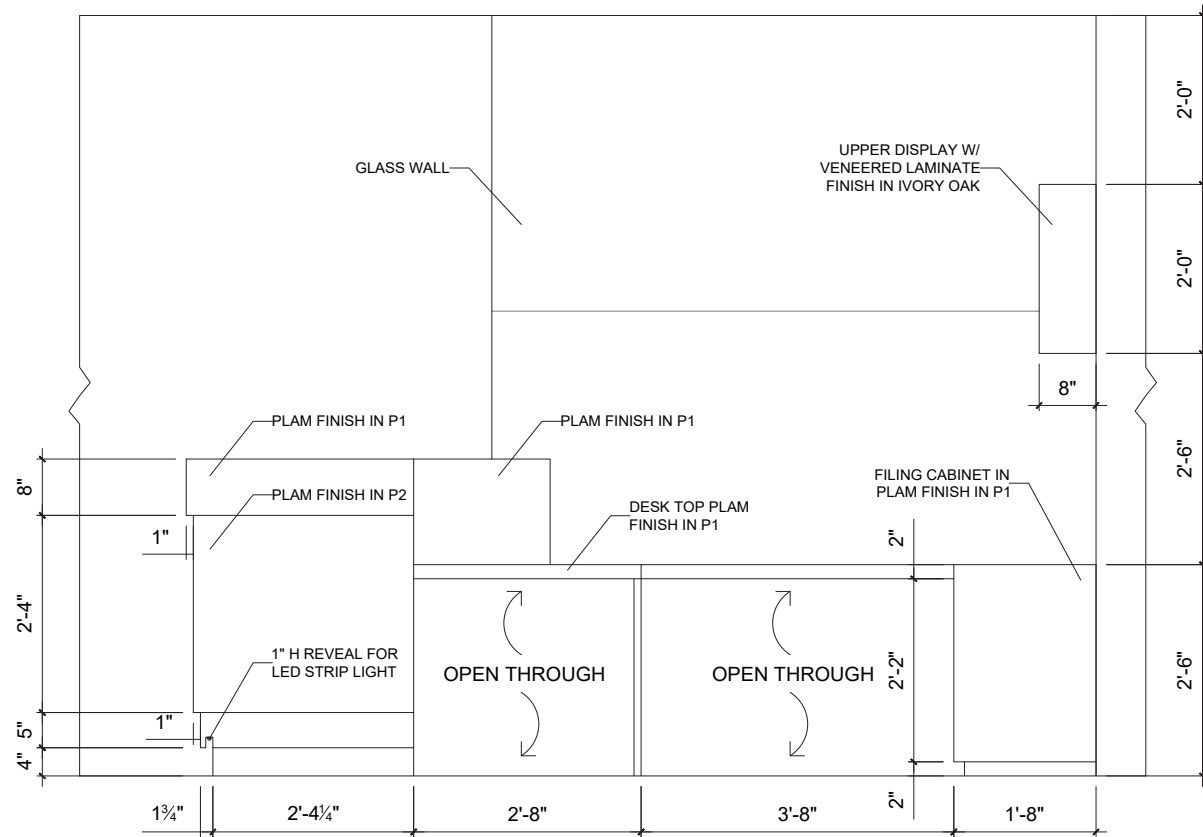 2'-0"
GLASS WALL
UPPER DISPLAY W/
VENEERED LAMINATE
FINISH IN IVORY OAK
2'-0"
8"
PLAM FINISH IN P1
PLAM FINISH IN P1
2'-6"
8"
PLAM FINISH IN P2
FILING CABINET IN
PLAM FINISH IN P1
DESK TOP PLAM
FINISH IN P1
1"
2"
2'-4"
1" H REVEAL FOR
LED STRIP LIGHT
OPEN THROUGH
OPEN THROUGH
2'-2"
2'-6"
5"
1"
4"
2"
1¾"
2'-4¼"
2'-8"
3'-8"
1'-8"